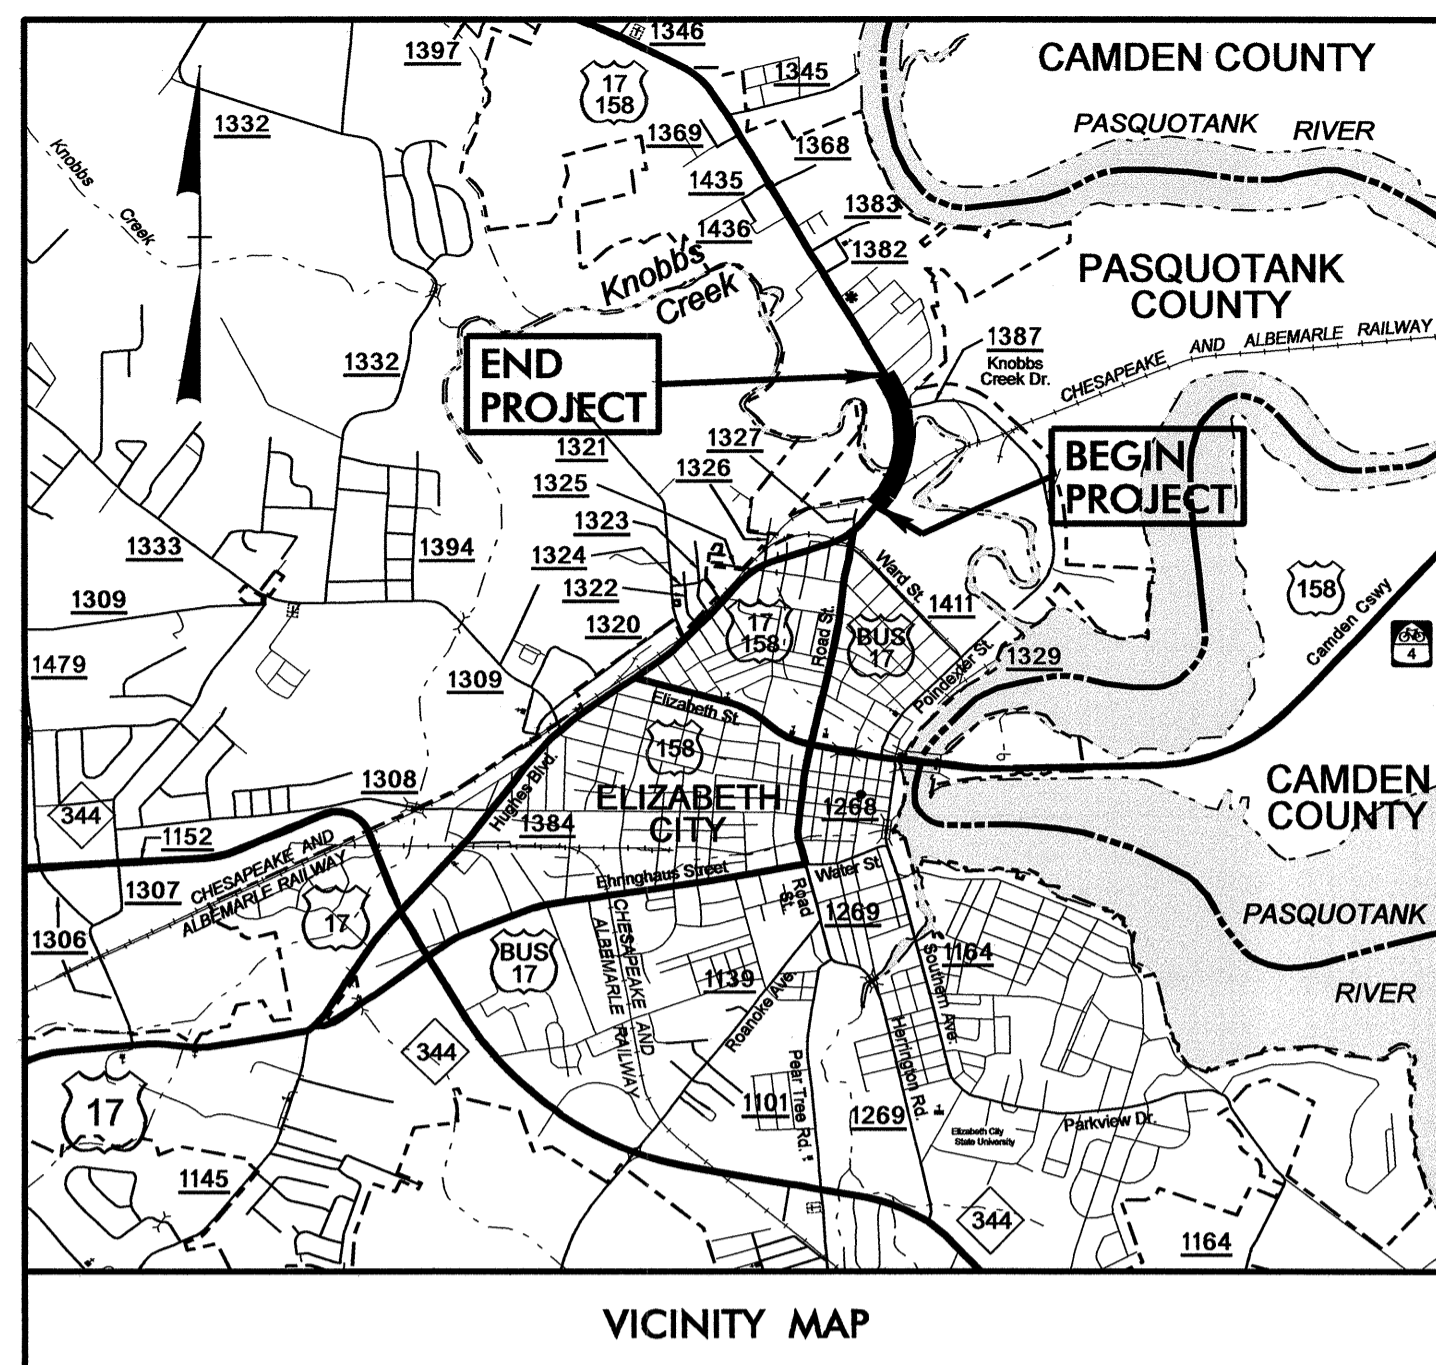 1346
1397
CAMDEN COUNTY
17
158
1345
1332
1369
PASQUOTANK RIVER
1368
Knobbs
Creek
1435
1383
1436
1382
Knobbs
Creek
PASQUOTANK
COUNTY
CHESAPEAKE AND ALBEMARLE RAILWAY
1387
Knobbs
Creek Dr.
1332
END
PROJECT
1321
1327
1326
BEGIN
PROJECT
1325
1323
1333
1394
1324
Ward St.
1322
1309
1411
158
1320
17
158
Road St.
BUS
17
Camden Cswy
4
1479
1309
1329
Poindexter St
Elizabeth St.
158
Hughes Blvd.
1308
CAMDEN
COUNTY
344
ELIZABETH
CITY
1268
1384
1152
CHESAPEAKE AND
ALBEMARLE RAILWAY
Ehringhaus Street
Water St.
1307
Road
St.
1269
17
PASQUOTANK
1306
BUS
17
CHESAPEAKE AND
ALBEMARLE RAILWAY
1139
1164
Southern Ave.
RIVER
Roanoke Ave
344
Herrington Rd.
17
Pear Tree Rd.
1101
1269
Parkview Dr.
Elizabeth City
State University
1145
344
1164
VICINITY MAP